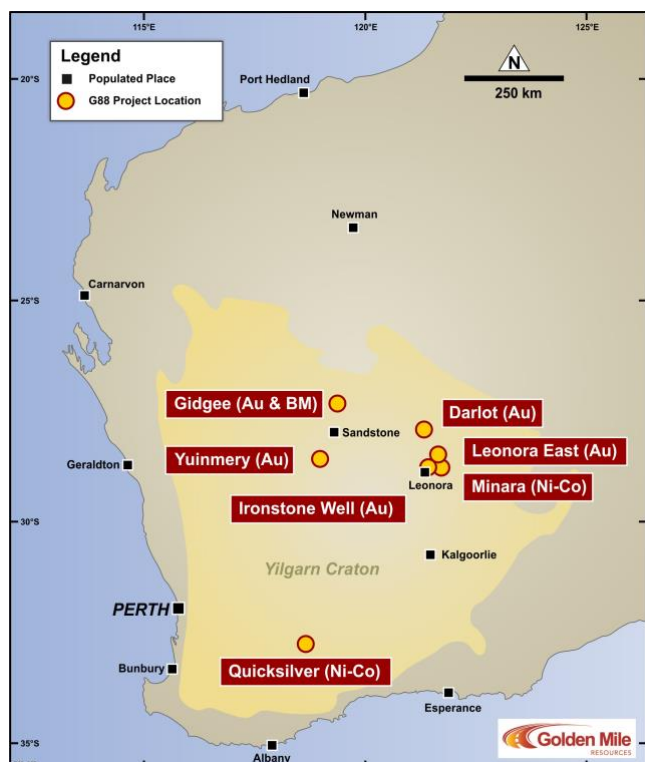 115°E
120°E
125°E
Legend
Populated Place
G88 Project Location
N
250 km
20°S
Port Hedland
Newman
Carnarvon
25°S
Gidgee (Au & BM)
Darlot (Au)
Sandstone
Leonora East (Au)
Yuinmery (Au)
Geraldton
Leonora
Minara (Ni-Co)
Ironstone Well (Au)
30°S
Kalgoorlie
Yilgarn Craton
PERTH
Bunbury
Quicksilver (Ni-Co)
Esperance
35°S
Albany
Golden Mile
RESOURCES